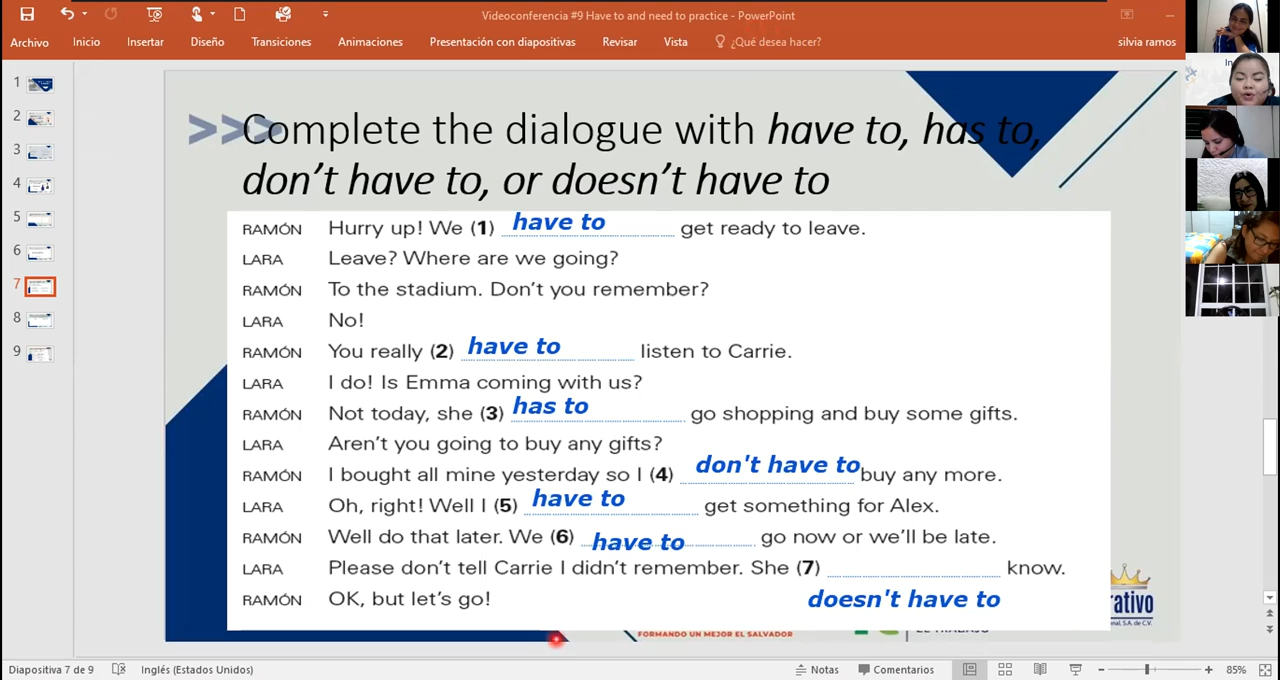 Videoconferencia #9 Have to and need to practice - PowerPoint
Archivo Inicio Insertar Diseño Transiciones Animaciones Presentación con diapositivas Revisar Vista ¿Qué desea hacer? silvia ramos
1
2
3
4
5
6
7
8
9
>>>
Complete the dialogue with have to, has to,
don't have to, or doesn't have to
RAMÓN Hurry up! We (1) have to get ready to leave.
LARA Leave? Where are we going?
RAMÓN To the stadium. Don't you remember?
LARA No!
RAMÓN You really (2) have to listen to Carrie.
LARA I do! Is Emma coming with us?
RAMÓN Not today, she (3) has to go shopping and buy some gifts.
LARA Aren't you going to buy any gifts?
RAMÓN I bought all mine yesterday so I (4) don't have to buy any more.
LARA Oh, right! Well I (5) have to get something for Alex.
RAMÓN Well do that later. We (6) have to go now or we'll be late.
LARA Please don't tell Carrie I didn't remember. She (7) know.
RAMÓN OK, but let's go! doesn't have to
FORMANDO UN MEJOR EL SALVADOR
Diapositiva 7 de 9 Inglés (Estados Unidos) Notas Comentarios 85%